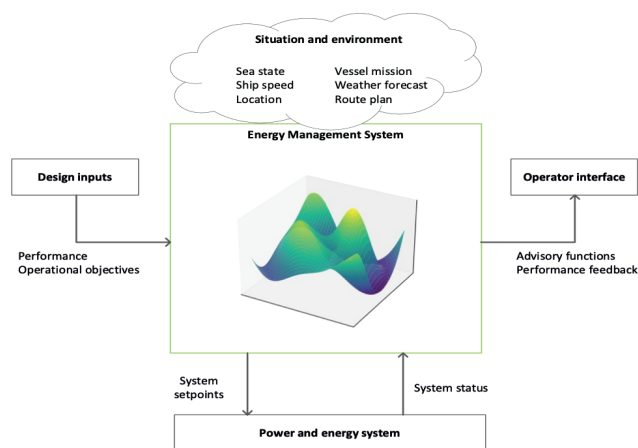 Situation and environment
Sea state
Ship speed
Location
Vessel mission
Weather forecast
Route plan
Energy Management System
Design inputs
Performance
Operational objectives
Operator interface
Advisory functions
Performance feedback
System
setpoints
System status
Power and energy system